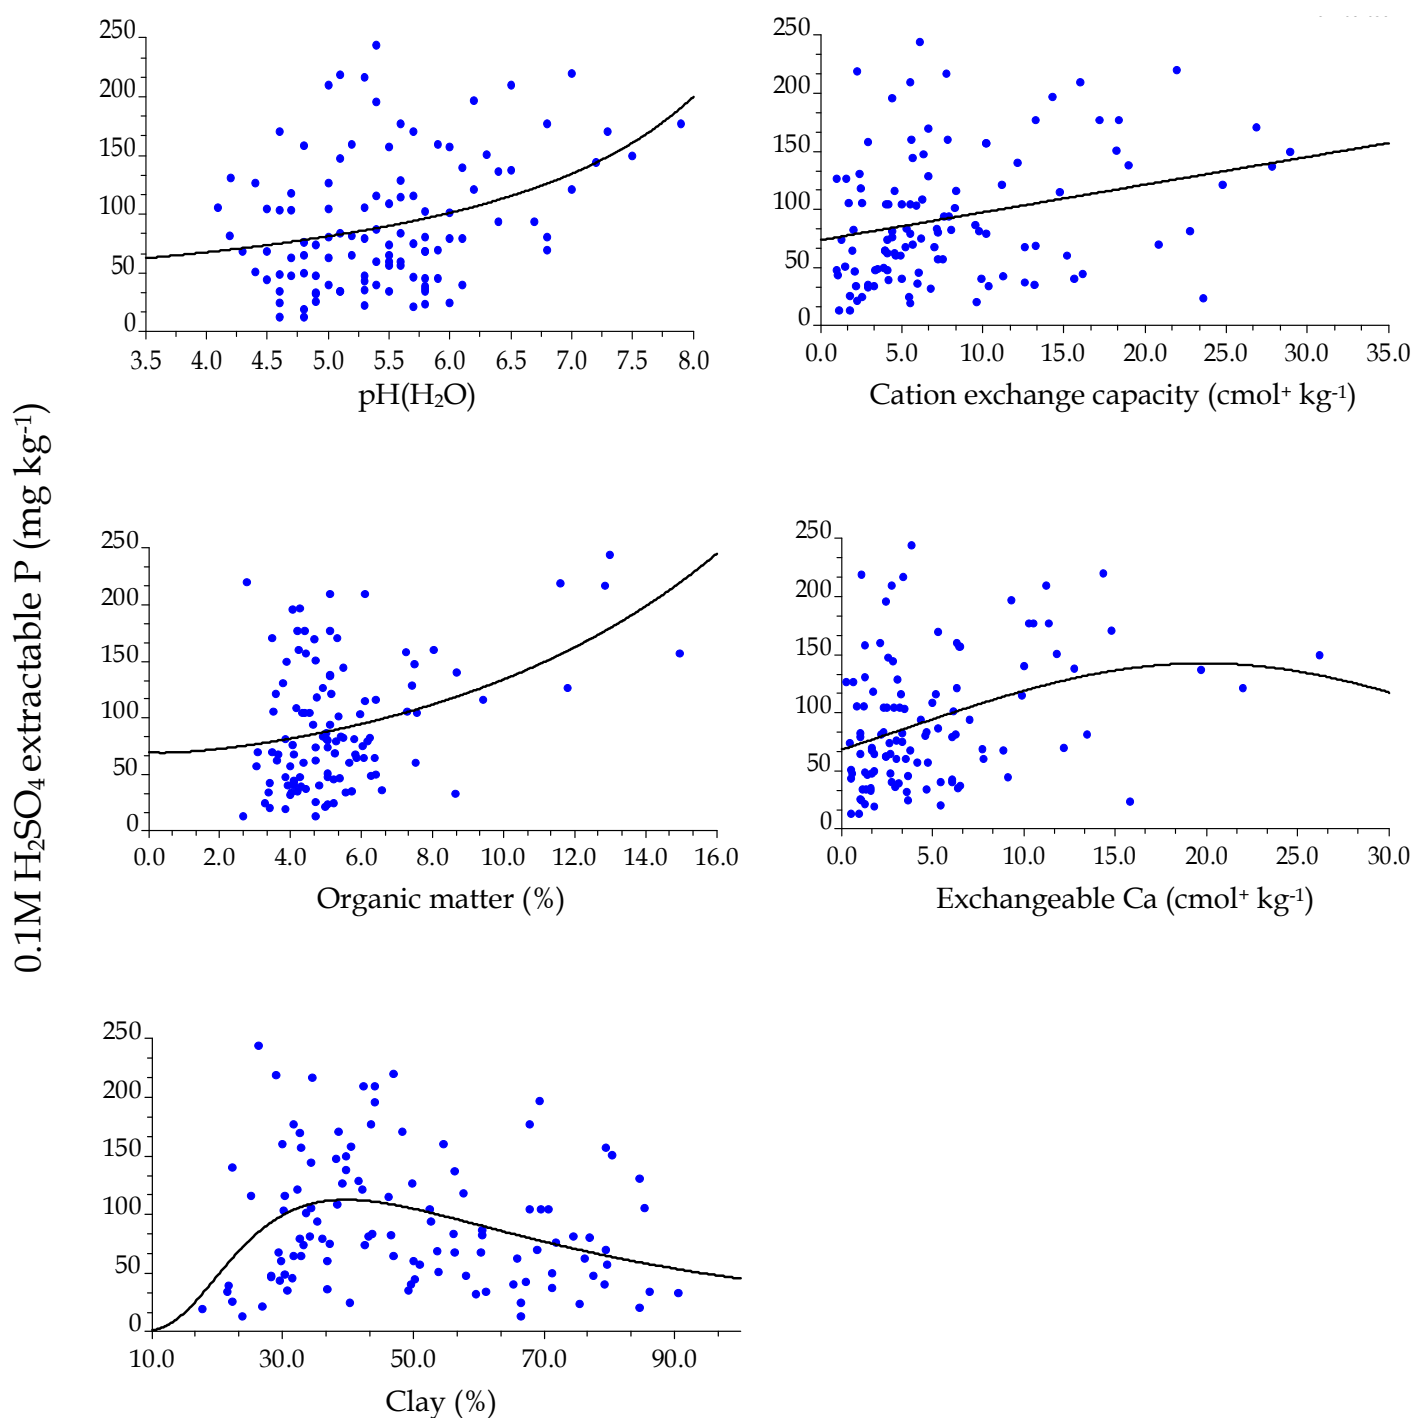 0.1M H₂SO₄ extractable P (mg kg⁻¹)
250
200
150
100
50
0
3.5 4.0 4.5 5.0 5.5 6.0 6.5 7.0 7.5 8.0
pH(H₂O)
250
200
150
100
50
0
0.0 5.0 10.0 15.0 20.0 25.0 30.0 35.0
Cation exchange capacity (cmol⁺ kg⁻¹)
250
200
150
100
50
0
0.0 2.0 4.0 6.0 8.0 10.0 12.0 14.0 16.0
Organic matter (%)
250
200
150
100
50
0
0.0 5.0 10.0 15.0 20.0 25.0 30.0
Exchangeable Ca (cmol⁺ kg⁻¹)
250
200
150
100
50
0
10.0 30.0 50.0 70.0 90.0
Clay (%)